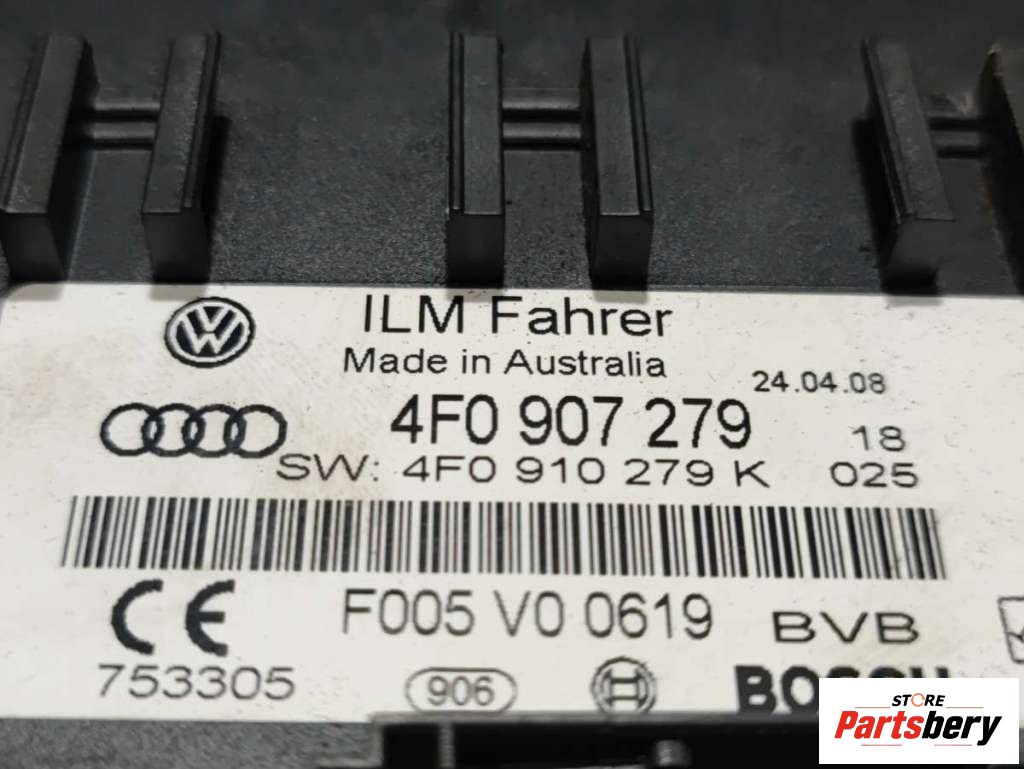 ILM Fahrer
Made in Australia
24.04.08
4F0 907 279
18
SW: 4F0 910 279 K
025
CE
F005 V0 0619
BVB
753305
906
STORE
Partsbery